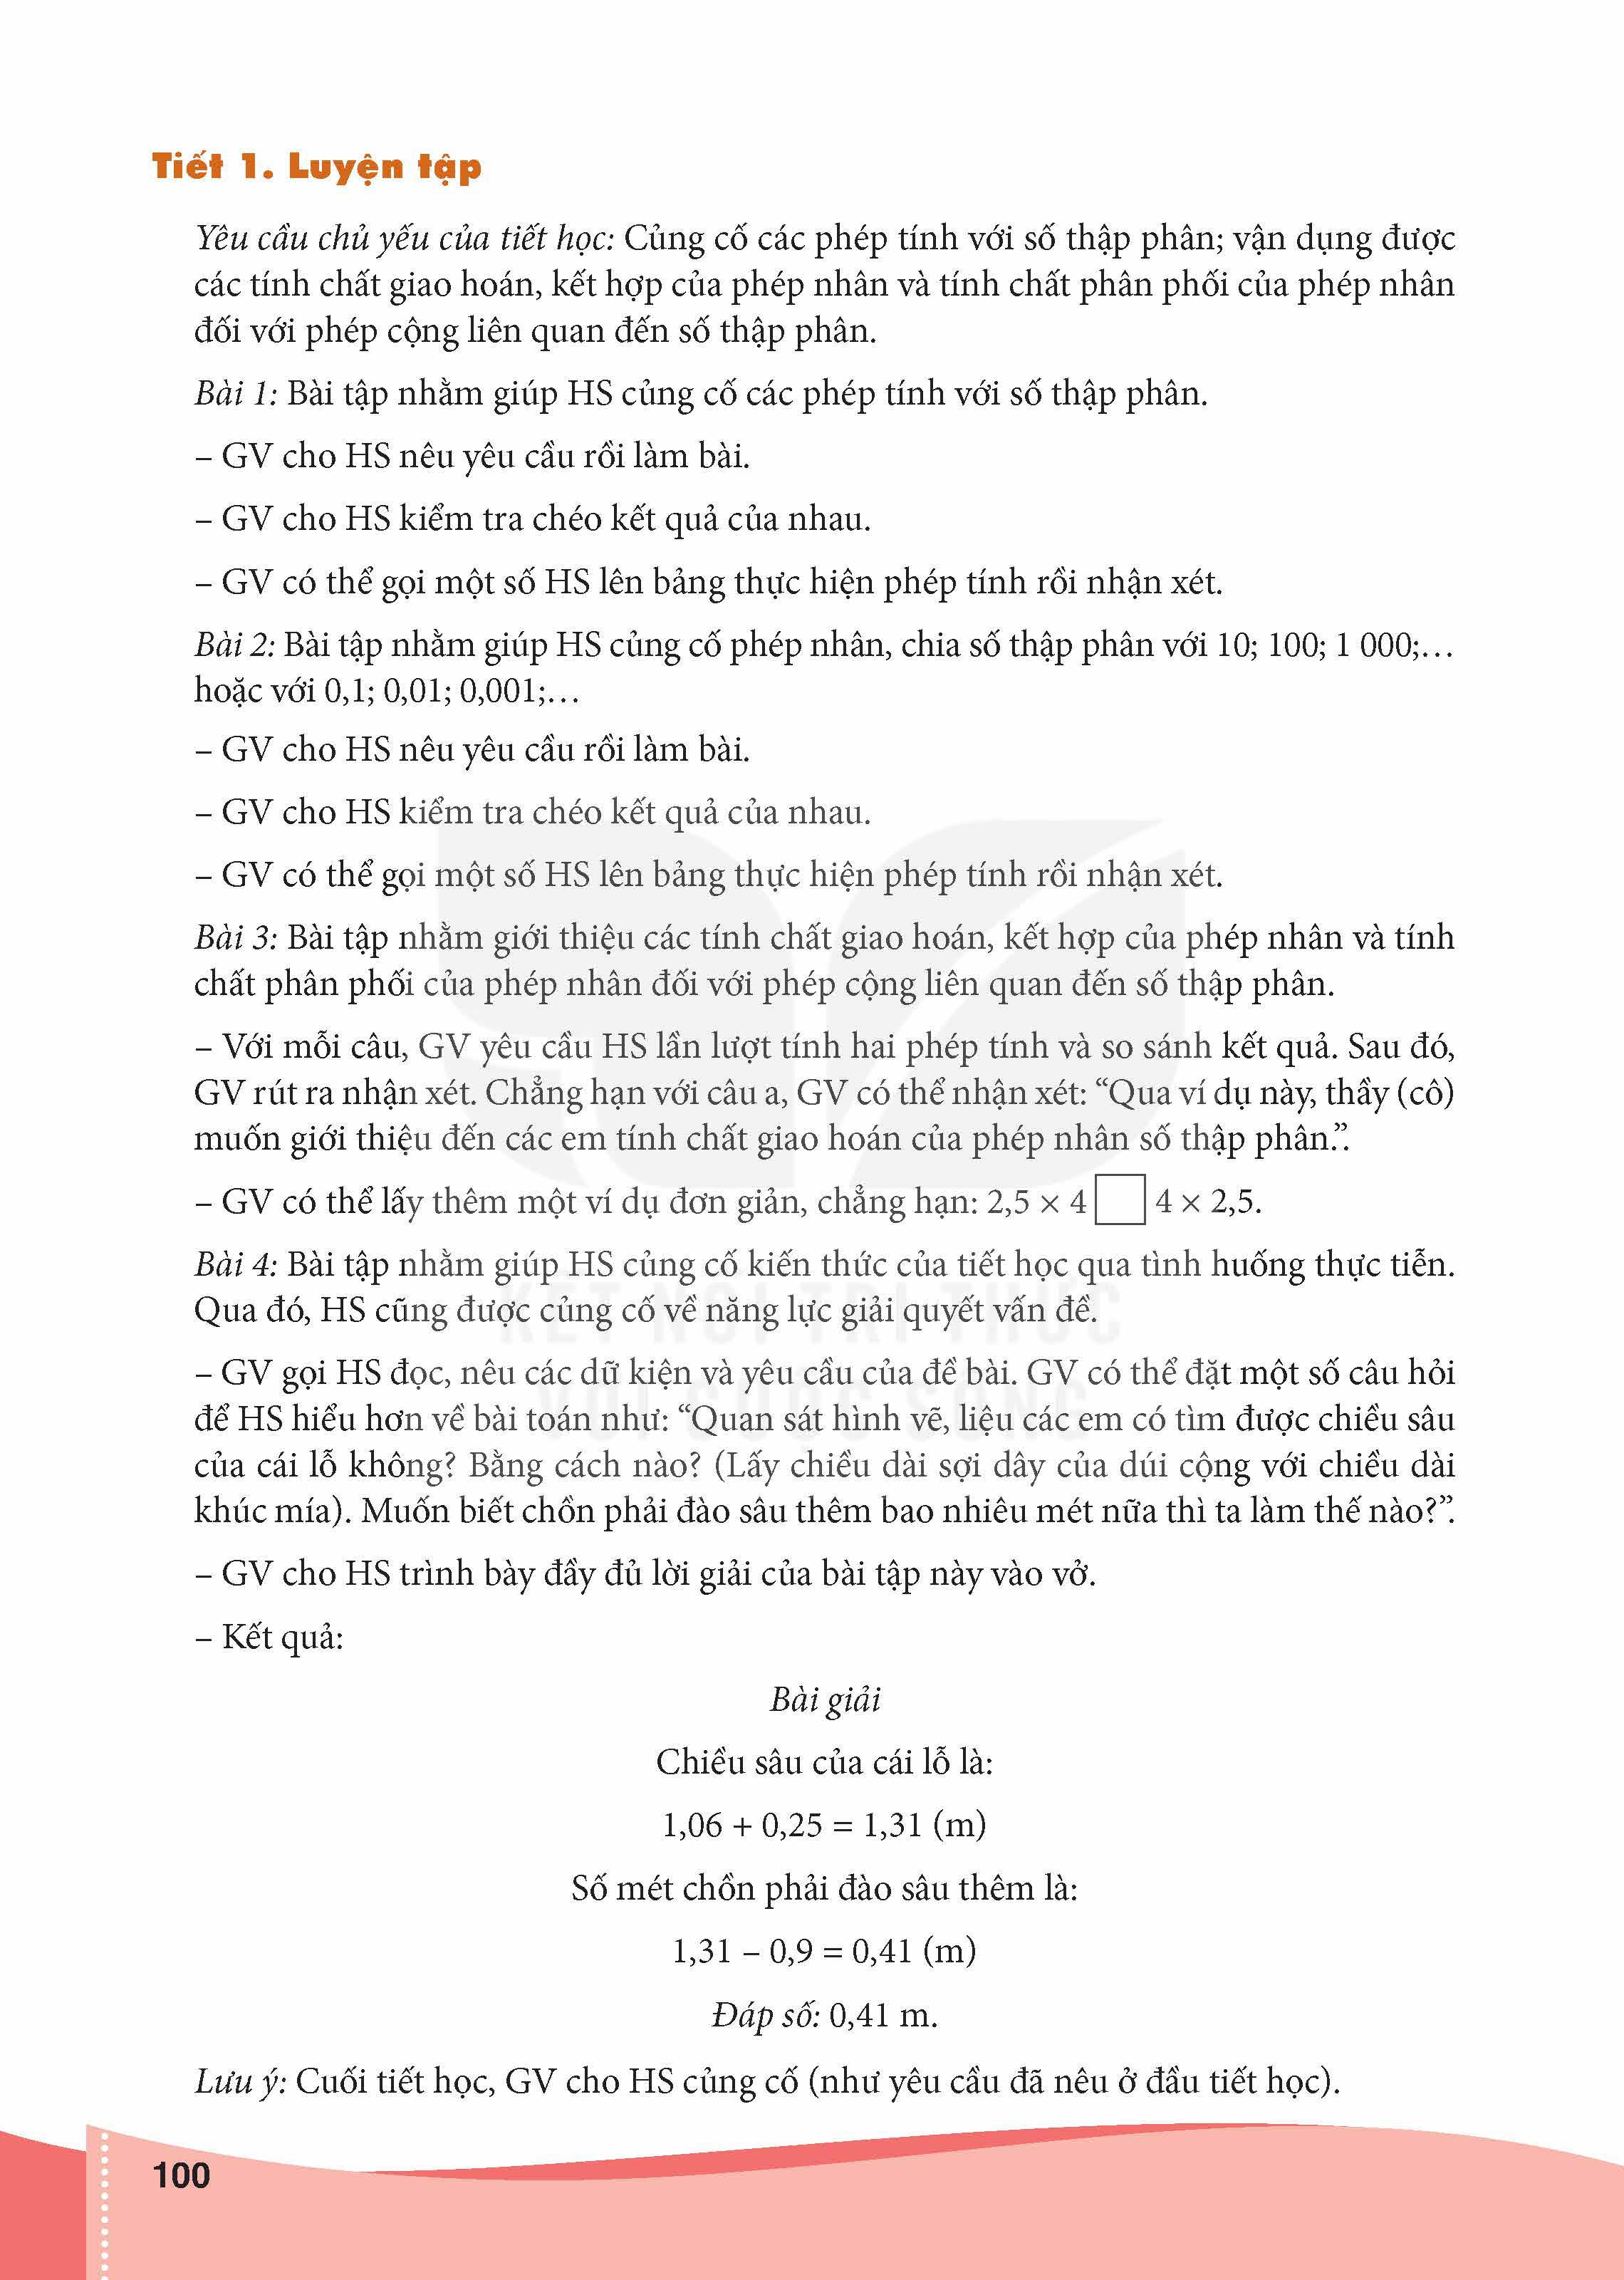 Tiết 1. Luyện tập
Yêu cầu chủ yếu của tiết học: Củng cố các phép tính với số thập phân; vận dụng được
các tính chất giao hoán, kết hợp của phép nhân và tính chất phân phối của phép nhân
đối với phép cộng liên quan đến số thập phân.
Bài 1: Bài tập nhằm giúp HS củng cố các phép tính với số thập phân.
– GV cho HS nêu yêu cầu rồi làm bài.
– GV cho HS kiểm tra chéo kết quả của nhau.
– GV có thể gọi một số HS lên bảng thực hiện phép tính rồi nhận xét.
Bài 2: Bài tập nhằm giúp HS củng cố phép nhân, chia số thập phân với 10; 100; 1 000;…
hoặc với 0,1; 0,01; 0,001;…
– GV cho HS nêu yêu cầu rồi làm bài.
– GV cho HS kiểm tra chéo kết quả của nhau.
– GV có thể gọi một số HS lên bảng thực hiện phép tính rồi nhận xét.
Bài 3: Bài tập nhằm giới thiệu các tính chất giao hoán, kết hợp của phép nhân và tính
chất phân phối của phép nhân đối với phép cộng liên quan đến số thập phân.
– Với mỗi câu, GV yêu cầu HS lần lượt tính hai phép tính và so sánh kết quả. Sau đó,
GV rút ra nhận xét. Chẳng hạn với câu a, GV có thể nhận xét: “Qua ví dụ này, thầy (cô)
muốn giới thiệu đến các em tính chất giao hoán của phép nhân số thập phân.”.
– GV có thể lấy thêm một ví dụ đơn giản, chẳng hạn: 2,5 × 4 □ 4 × 2,5.
Bài 4: Bài tập nhằm giúp HS củng cố kiến thức của tiết học qua tình huống thực tiễn.
Qua đó, HS cũng được củng cố về năng lực giải quyết vấn đề.
KẾT NỐI TRI THỨC
– GV gọi HS đọc, nêu các dữ kiện và yêu cầu của đề bài. GV có thể đặt một số câu hỏi
để HS hiểu hơn về bài toán như: “Quan sát hình vẽ, liệu các em có tìm được chiều sâu
VỚI CUỘC SỐNG
của cái lỗ không? Bằng cách nào? (Lấy chiều dài sợi dây của dúi cộng với chiều dài
khúc mía). Muốn biết chồn phải đào sâu thêm bao nhiêu mét nữa thì ta làm thế nào?”.
– GV cho HS trình bày đầy đủ lời giải của bài tập này vào vở.
– Kết quả:
Bài giải
Chiều sâu của cái lỗ là:
1,06 + 0,25 = 1,31 (m)
Số mét chồn phải đào sâu thêm là:
1,31 – 0,9 = 0,41 (m)
Đáp số: 0,41 m.
Lưu ý: Cuối tiết học, GV cho HS củng cố (như yêu cầu đã nêu ở đầu tiết học).
100